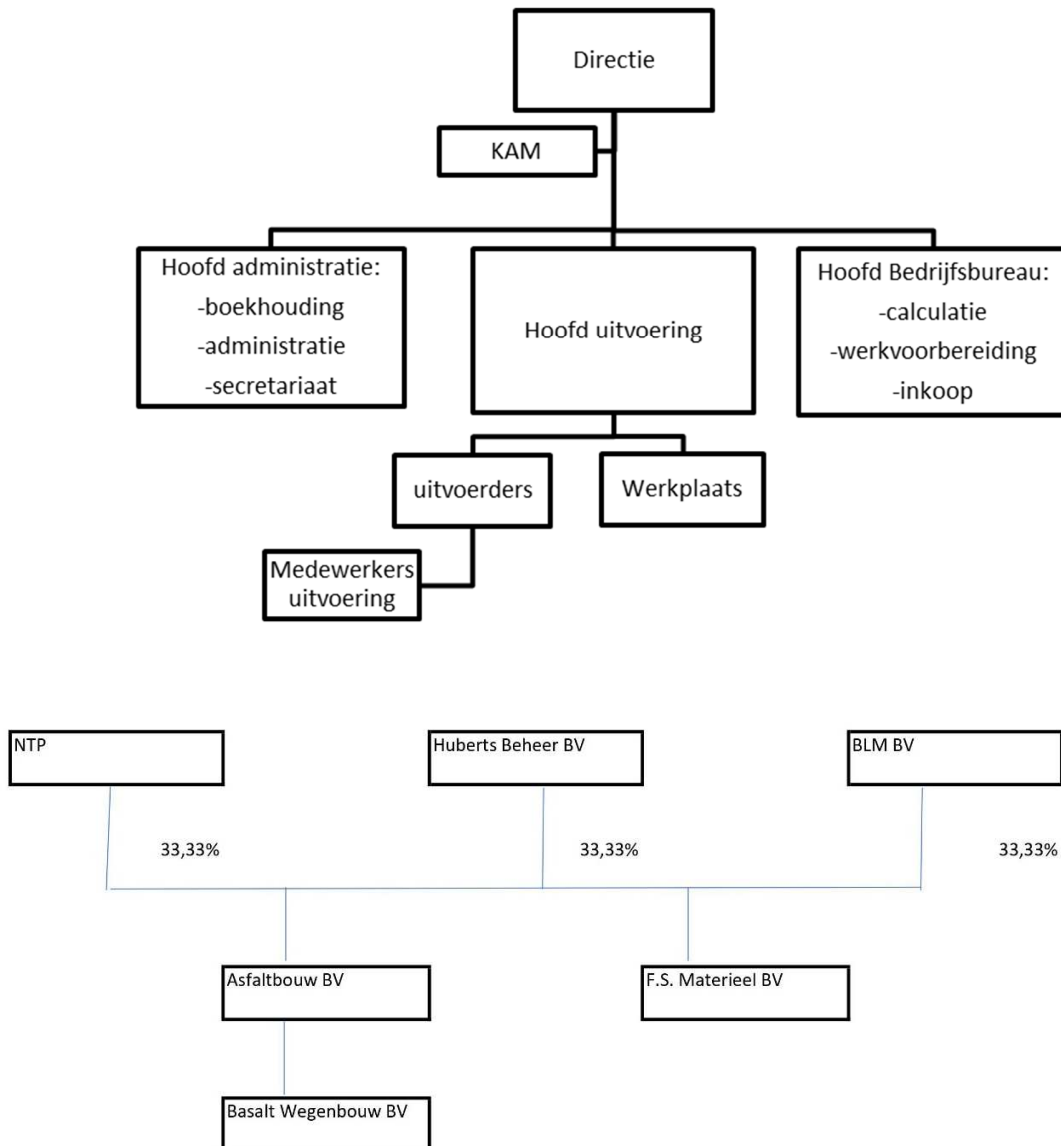 Directie
KAM
Hoofd administratie:
-boekhouding
-administratie
-secretariaat
Hoofd uitvoering
Hoofd Bedrijfsbureau:
-calculatie
-werkvoorbereiding
-inkoop
uitvoerders
Werkplaats
Medewerkers
uitvoering
NTP
Huberts Beheer BV
BLM BV
33,33%
33,33%
33,33%
Asfaltbouw BV
F.S. Materieel BV
Basalt Wegenbouw BV